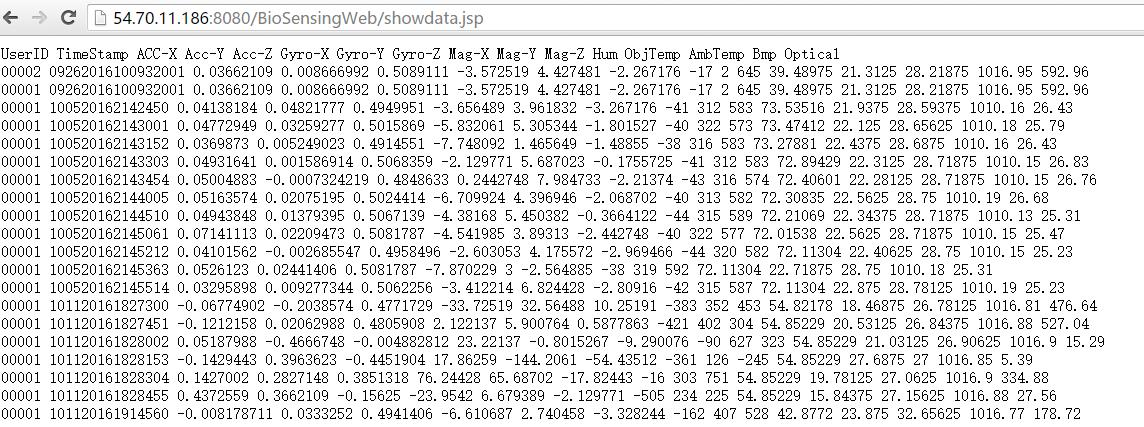 54.70.11.186:8080/BioSensingWeb/showdata.jsp
UserID TimeStamp ACC-X Acc-Y Acc-Z Gyro-X Gyro-Y Gyro-Z Mag-X Mag-Y Mag-Z Hum ObjTemp AmbTemp Bmp Optical
00002 09262016100932001 0.03662109 0.008666992 0.5089111 -3.572519 4.427481 -2.267176 -17 2 645 39.48975 21.3125 28.21875 1016.95 592.96
00001 09262016100932001 0.03662109 0.008666992 0.5089111 -3.572519 4.427481 -2.267176 -17 2 645 39.48975 21.3125 28.21875 1016.95 592.96
00001 100520162142450 0.04138184 0.04821777 0.4949951 -3.656489 3.961832 -3.267176 -41 312 583 73.53516 21.9375 28.59375 1010.16 26.43
00001 100520162143001 0.04772949 0.03259277 0.5015869 -5.832061 5.305344 -1.801527 -40 322 573 73.47412 22.125 28.65625 1010.18 25.79
00001 100520162143152 0.0369873 0.005249023 0.4914551 -7.748092 1.465649 -1.48855 -38 316 583 73.27881 22.4375 28.6875 1010.16 26.43
00001 100520162143303 0.04931641 0.001586914 0.5068359 -2.129771 5.687023 -0.1755725 -41 312 583 72.89429 22.3125 28.71875 1010.15 26.83
00001 100520162143454 0.05004883 -0.0007324219 0.4848633 0.2442748 7.984733 -2.21374 -43 316 574 72.40601 22.28125 28.71875 1010.15 26.76
00001 100520162144005 0.05163574 0.02075195 0.5024414 -6.709924 4.396946 -2.068702 -40 313 582 72.30835 22.5625 28.75 1010.19 26.68
00001 100520162144510 0.04943848 0.01379395 0.5067139 -4.38168 5.450382 -0.3664122 -44 315 589 72.21069 22.34375 28.71875 1010.13 25.31
00001 100520162145061 0.07141113 0.02209473 0.5081787 -4.541985 3.89313 -2.442748 -40 322 577 72.01538 22.5625 28.71875 1010.15 25.47
00001 100520162145212 0.04101562 -0.002685547 0.4958496 -2.603053 4.175572 -2.969466 -44 320 582 72.11304 22.40625 28.75 1010.15 25.23
00001 100520162145363 0.0526123 0.02441406 0.5081787 -7.870229 3 -2.564885 -38 319 592 72.11304 22.71875 28.75 1010.18 25.31
00001 100520162145514 0.03295898 0.009277344 0.5062256 -3.412214 6.824428 -2.80916 -42 315 587 72.11304 22.875 28.78125 1010.19 25.23
00001 101120161827300 -0.06774902 -0.2038574 0.4771729 -33.72519 32.56488 10.25191 -383 352 453 54.82178 18.46875 26.78125 1016.81 476.64
00001 101120161827451 -0.1212158 0.02062988 0.4805908 2.122137 5.900764 0.5877863 -421 402 304 54.85229 20.53125 26.84375 1016.88 527.04
00001 101120161828002 0.05187988 -0.4666748 -0.004882812 23.22137 -0.8015267 -9.290076 -90 627 323 54.85229 21.03125 26.90625 1016.9 15.29
00001 101120161828153 -0.1429443 0.3963623 -0.4451904 17.86259 -144.2061 -54.43512 -361 126 -245 54.85229 27.6875 27 1016.85 5.39
00001 101120161828304 0.1427002 0.2827148 0.3851318 76.24428 65.68702 -17.82443 -16 303 751 54.85229 19.78125 27.0625 1016.9 334.88
00001 101120161828455 0.4372559 0.3662109 -0.15625 -23.9542 6.679389 -2.129771 -505 234 225 54.85229 15.84375 27.15625 1016.88 27.56
00001 101120161914560 -0.008178711 0.0333252 0.4941406 -6.610687 2.740458 -3.328244 -162 407 528 42.8772 23.875 32.65625 1016.77 178.72